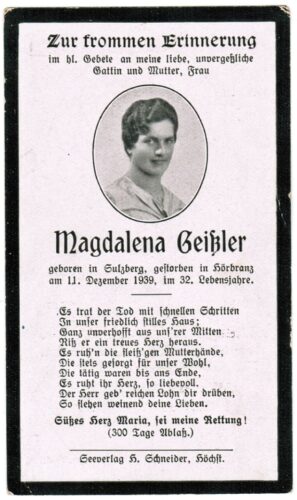 Zur frommen Erinnerung
im hl. Gebete an meine liebe, unvergeßliche
Gattin und Mutter, Frau
Magdalena Geißler
geboren in Sulzberg, gestorben in Hörbranz
am 11. Dezember 1939, im 32. Lebensjahre.
Es trat der Tod mit schnellen Schritten
In unser friedlich stilles Haus;
Ganz unverhofft aus uns'rer Mitten
Riß er ein treues Herz heraus.
Es ruh'n die fleiß'gen Mutterhände,
Die stets gesorgt für unser Wohl,
Die tätig waren bis ans Ende,
Es ruht ihr Herz, so liebevoll.
Der Herr geb' reichen Lohn dir drüben,
So flehen weinend deine Lieben.
Süßes Herz Maria, sei meine Rettung!
(300 Tage Ablaß.)
Seeverlag H. Schneider, Höchst.